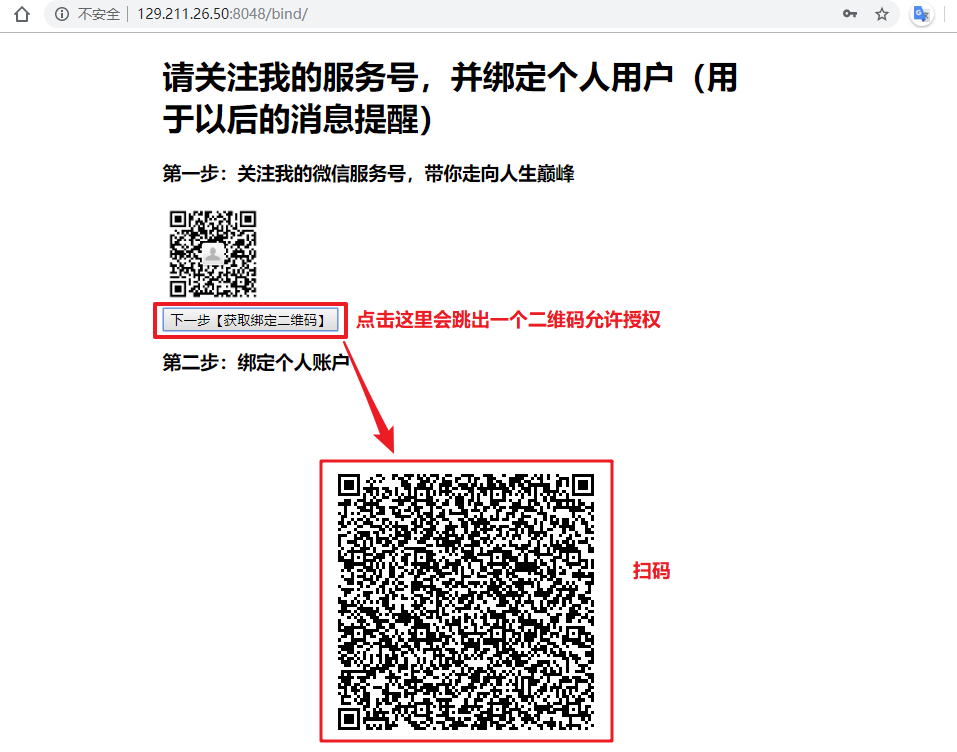 不安全 129.211.26.50:8048/bind/
请关注我的服务号，并绑定个人用户（用
于以后的消息提醒）
第一步：关注我的微信服务号，带你走向人生巅峰
下一步【获取绑定二维码】 点击这里会跳出一个二维码允许授权
第二步：绑定个人账户
扫码